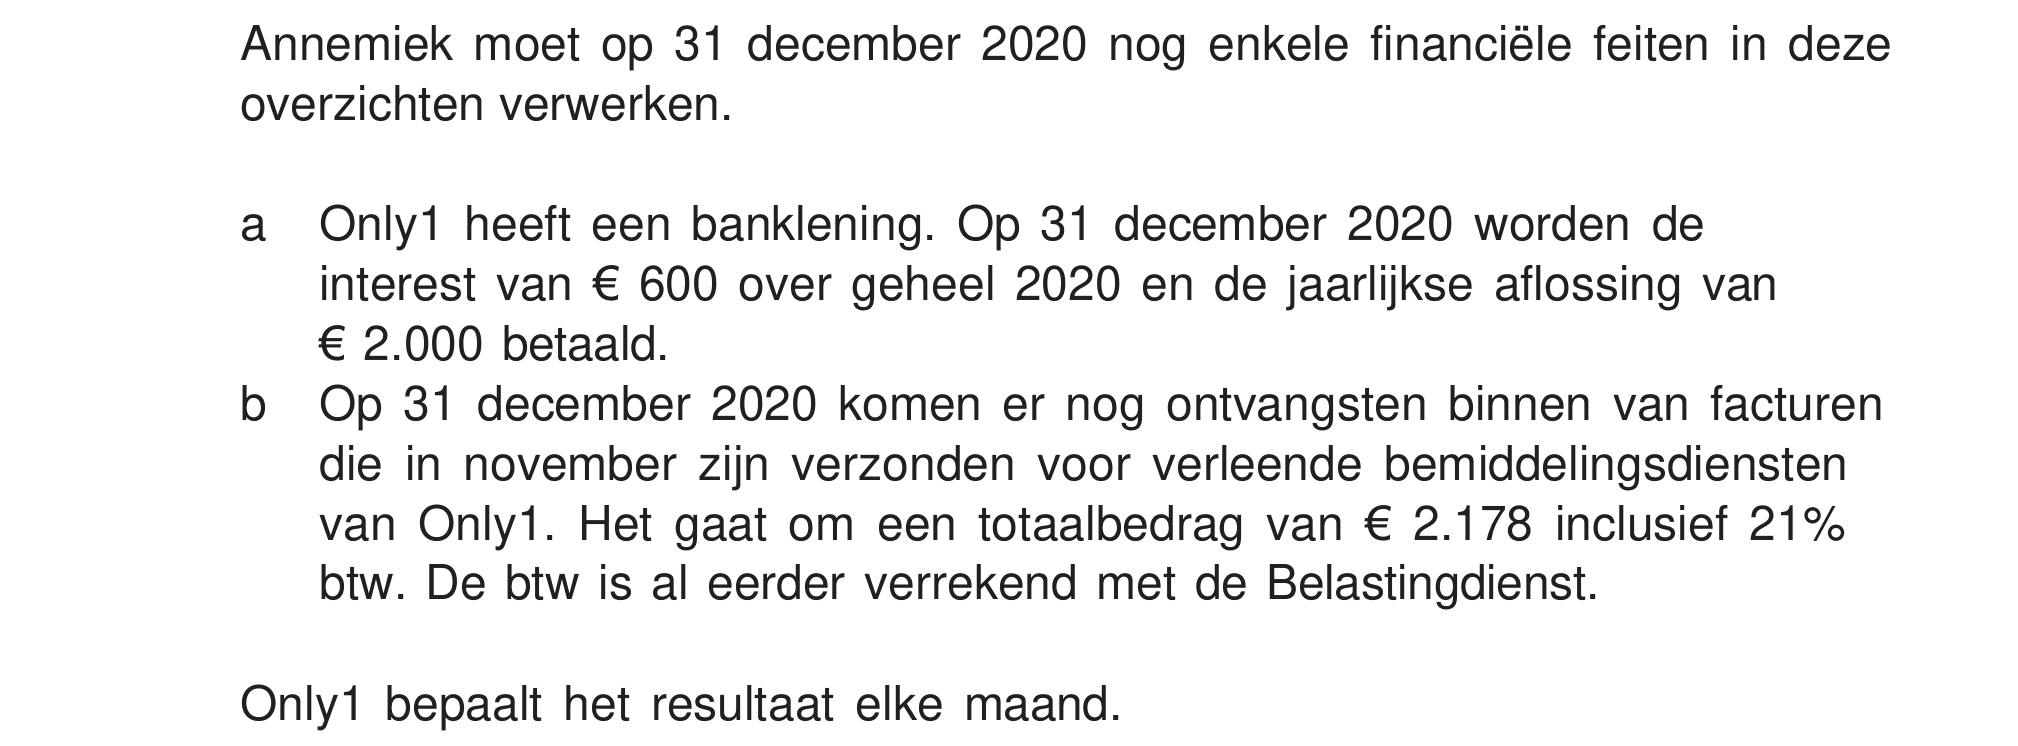 Annemiek moet op 31 december 2020 nog enkele financiële feiten in deze
overzichten verwerken.
a Only1 heeft een banklening. Op 31 december 2020 worden de
interest van € 600 over geheel 2020 en de jaarlijkse aflossing van
€ 2.000 betaald.
b Op 31 december 2020 komen er nog ontvangsten binnen van facturen
die in november zijn verzonden voor verleende bemiddelingsdiensten
van Only1. Het gaat om een totaalbedrag van € 2.178 inclusief 21%
btw. De btw is al eerder verrekend met de Belastingdienst.
Only1 bepaalt het resultaat elke maand.